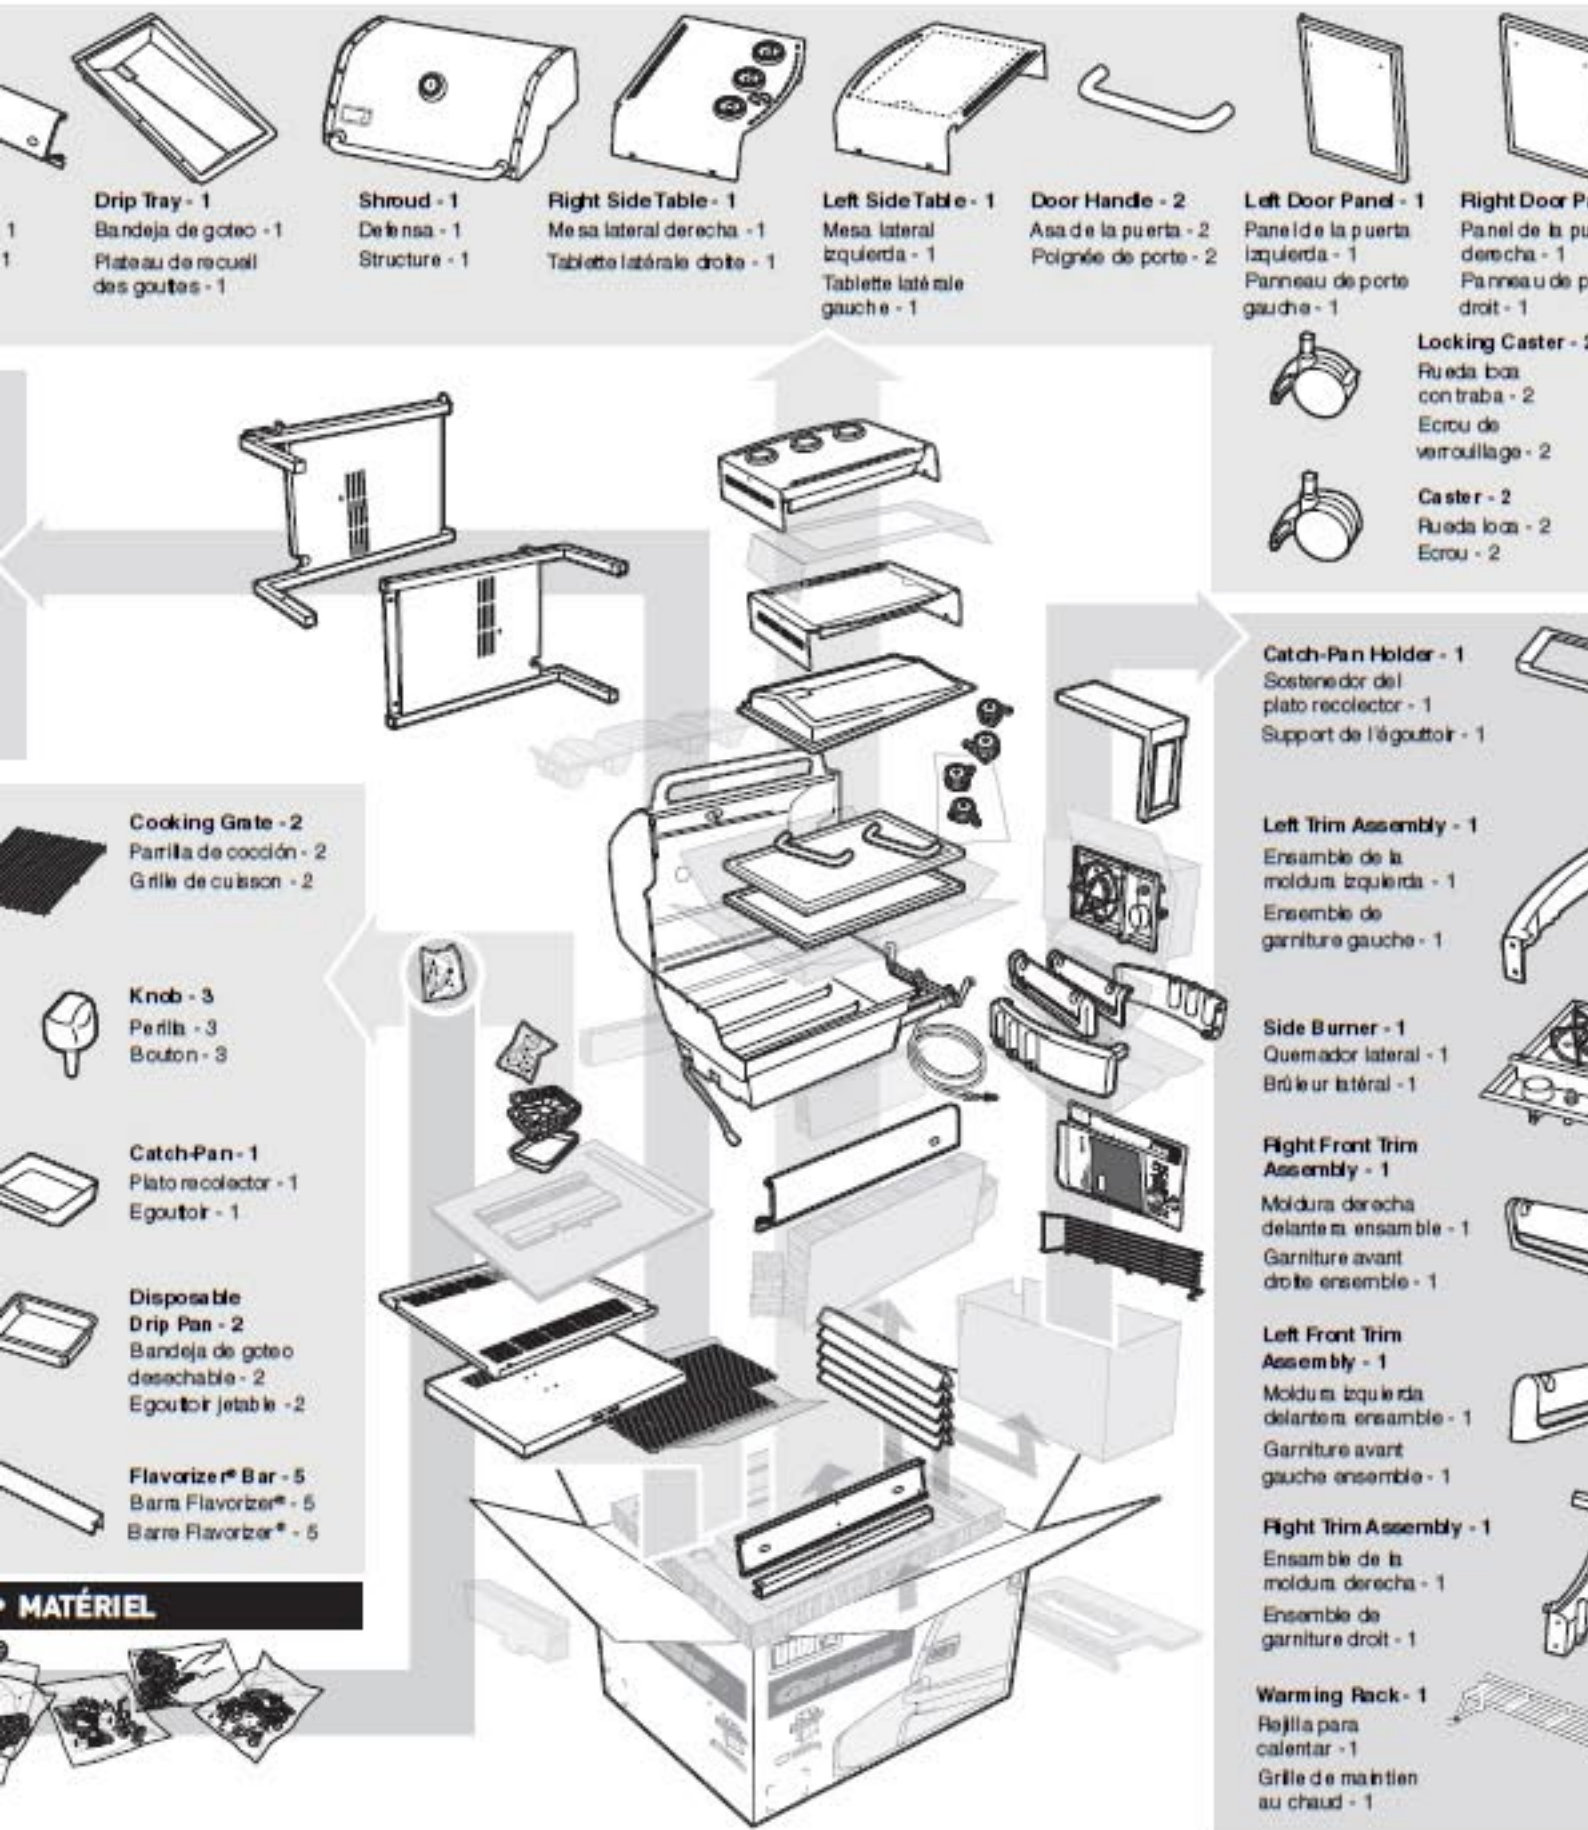 1
1
Drip Tray - 1
Bandeja de goteo - 1
Plateau de recueil
des gouttes - 1
Shroud - 1
Defensa - 1
Structure - 1
Right Side Table - 1
Mesa lateral derecha - 1
Tablette latérale droite - 1
Left Side Table - 1
Mesa lateral
izquierda - 1
Tablette latérale
gauche - 1
Door Handle - 2
Asa de la puerta - 2
Poignée de porte - 2
Left Door Panel - 1
Panel de la puerta
izquierda - 1
Panneau de porte
gauche - 1
Right Door
Panel de la
derecha - 1
Panneau de
droit - 1
Locking Caster - 2
Rueda loca
con traba - 2
Ecrou de
verrouillage - 2
Caster - 2
Rueda loca - 2
Ecrou - 2
Cooking Grate - 2
Parrilla de cocción - 2
Grille de cuisson - 2
Knob - 3
Perilla - 3
Bouton - 3
Catch-Pan - 1
Plato recolector - 1
Egouttoir - 1
Disposable
Drip Pan - 2
Bandeja de goteo
desechable - 2
Egouttoir jetable - 2
Flavorizer® Bar - 5
Barra Flavorizer® - 5
Barre Flavorizer® - 5
• MATÉRIEL
Catch-Pan Holder - 1
Sostenedor del
plato recolector - 1
Support de l'égouttoir - 1
Left Trim Assembly - 1
Ensamble de la
moldura izquierda - 1
Ensemble de
garniture gauche - 1
Side Burner - 1
Quemador lateral - 1
Brûleur latéral - 1
Right Front Trim
Assembly - 1
Moldura derecha
delantera ensamble - 1
Garniture avant
droite ensemble - 1
Left Front Trim
Assembly - 1
Moldura izquierda
delantera ensamble - 1
Garniture avant
gauche ensemble - 1
Right Trim Assembly - 1
Ensamble de la
moldura derecha - 1
Ensemble de
garniture droit - 1
Warming Rack - 1
Rejilla para
calentar - 1
Grille de maintien
au chaud - 1